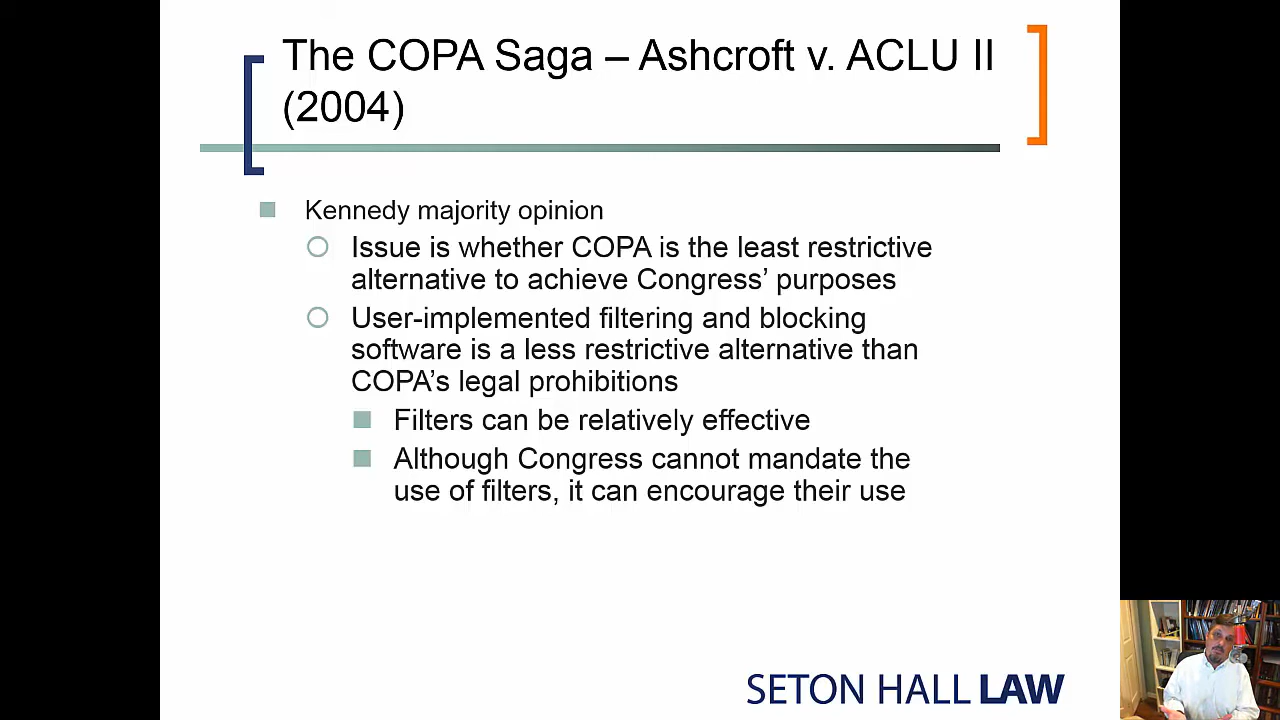 The COPA Saga – Ashcroft v. ACLU II
(2004)
Kennedy majority opinion
Issue is whether COPA is the least restrictive
alternative to achieve Congress’ purposes
User-implemented filtering and blocking
software is a less restrictive alternative than
COPA’s legal prohibitions
Filters can be relatively effective
Although Congress cannot mandate the
use of filters, it can encourage their use
SETON HALL LAW